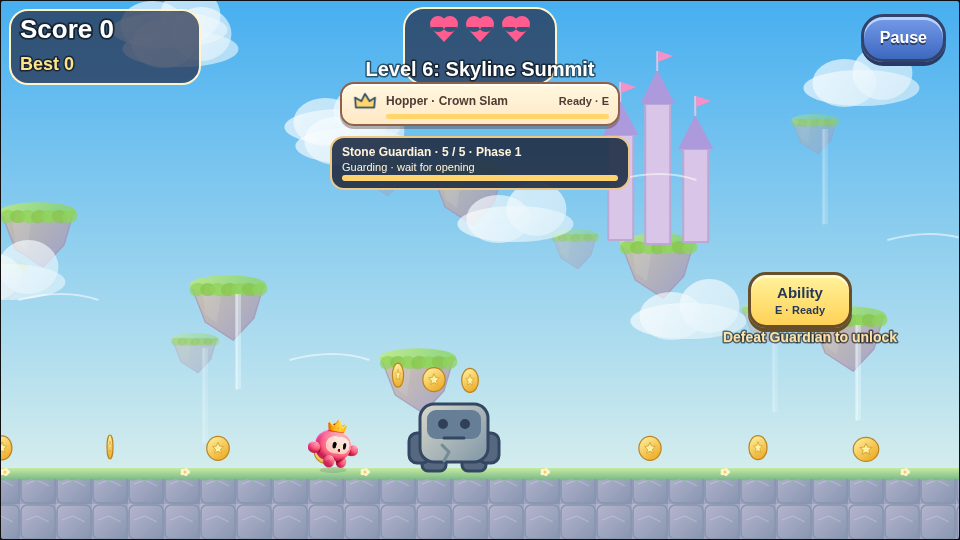 Score 0
Best 0
Level 6: Skyline Summit
Pause
Hopper · Crown Slam
Ready · E
Stone Guardian · 5 / 5 · Phase 1
Guarding · wait for opening
Ability
E · Ready
Defeat Guardian to unlock